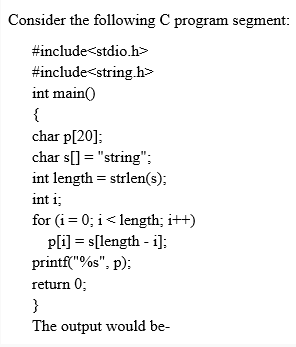 Consider the following C program segment:
#include<stdio.h>
#include<string.h>
int main()
{
char p[20];
char s[] = "string";
int length = strlen(s);
int i;
for (i = 0; i < length; i++)
p[i] = s[length - i];
printf("%s", p);
return 0;
}
The output would be-